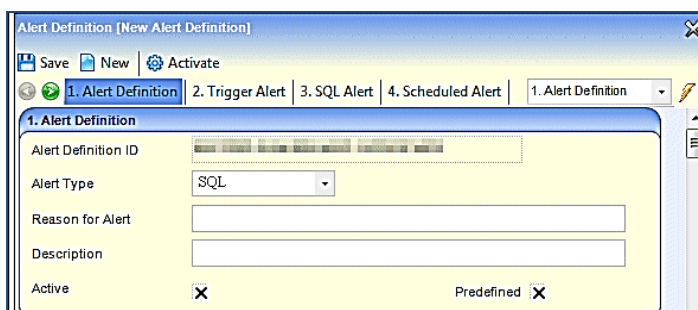 Alert Definition [New Alert Definition]
Save New Activate
1. Alert Definition 2. Trigger Alert 3. SQL Alert 4. Scheduled Alert 1. Alert Definition
1. Alert Definition
Alert Definition ID
Alert Type SQL
Reason for Alert
Description
Active Predefined